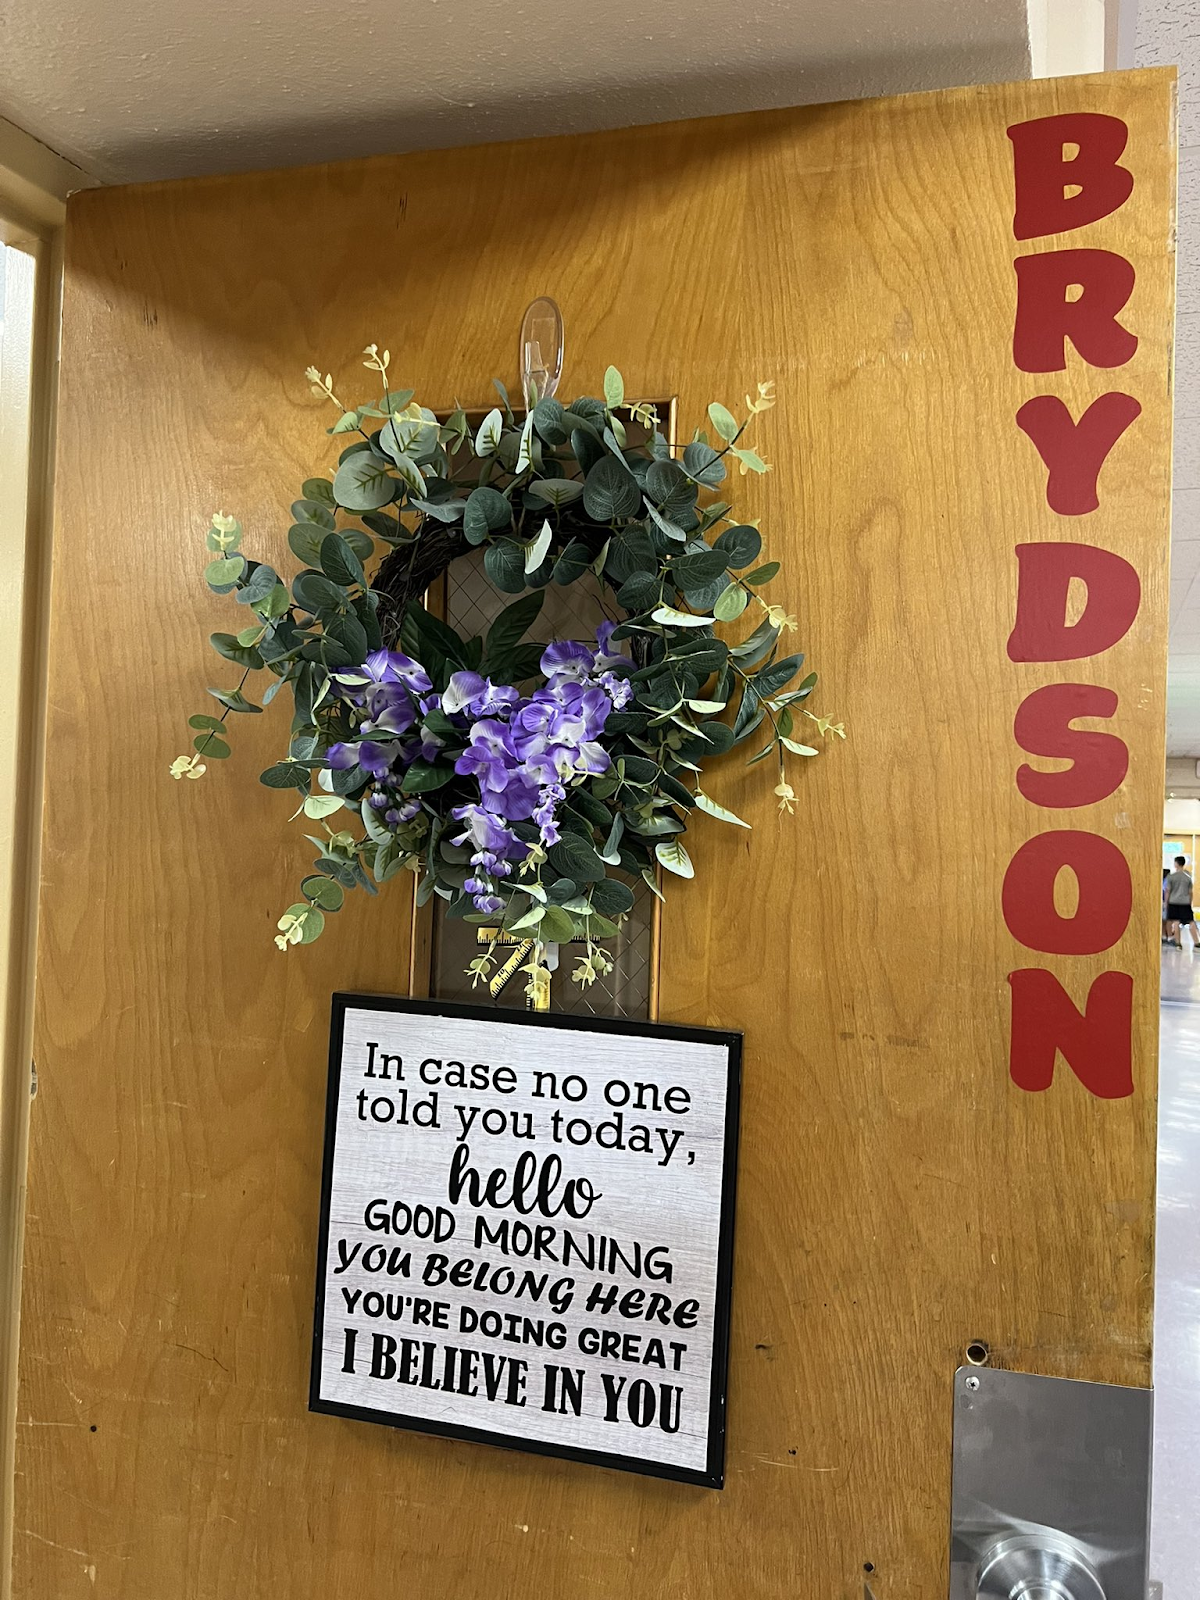 BRYDSON
In case no one
told you today,
hello
GOOD MORNING
YOU BELONG HERE
YOU'RE DOING GREAT
I BELIEVE IN YOU